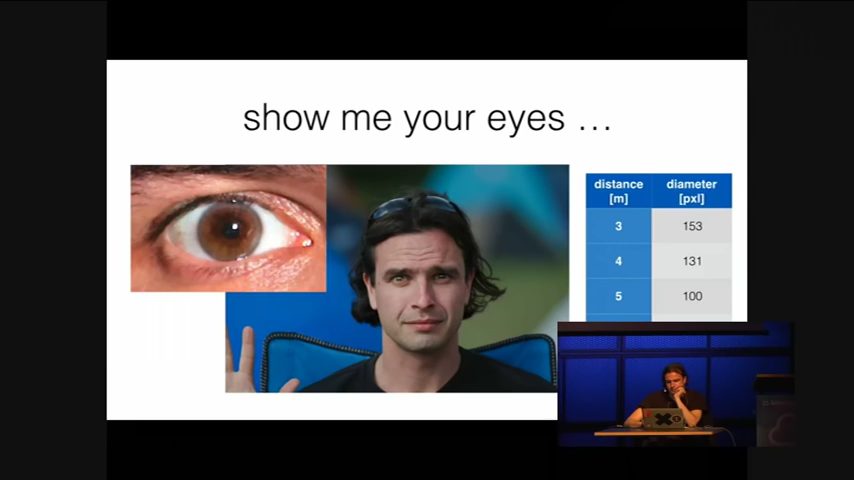 show me your eyes ...
distance diameter
[m] [pxl]
3 153
4 131
5 100